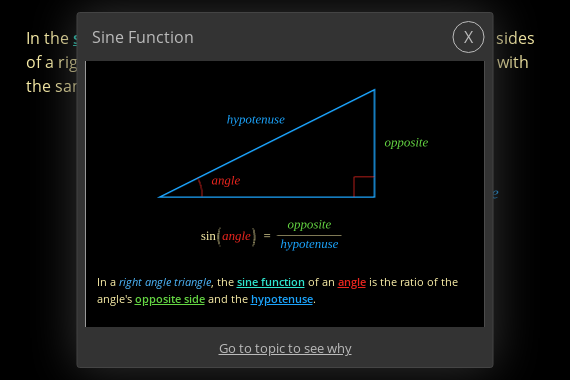 In the
sides
of a rig
with
the sar
Sine Function
X
hypotenuse
opposite
angle
sin(angle) = opposite
hypotenuse
In a right angle triangle, the sine function of an angle is the ratio of the
angle's opposite side and the hypotenuse.
Go to topic to see why